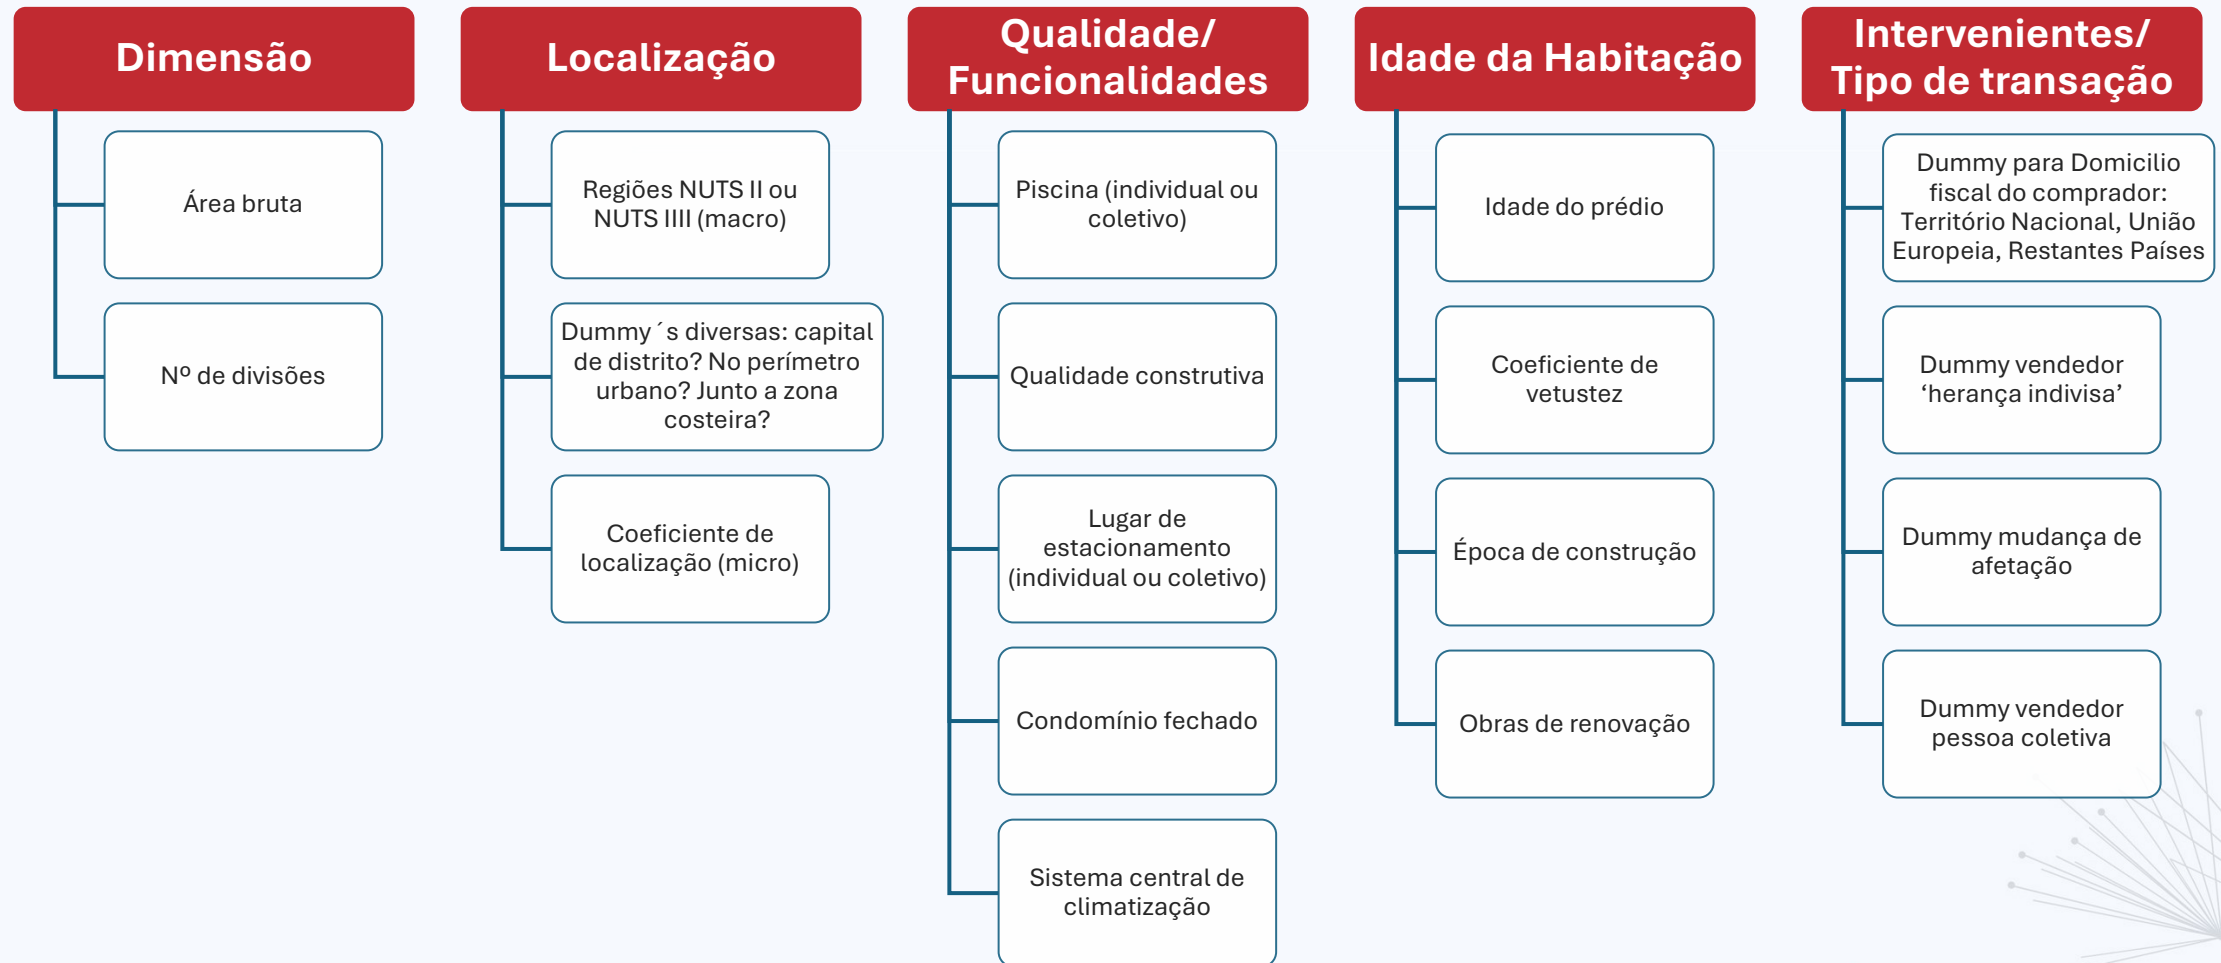 Dimensão
Área bruta
Nº de divisões
Localização
Regiões NUTS II ou
NUTS IIII (macro)
Dummy´s diversas: capital
de distrito? No perímetro
urbano? Junto a zona
costeira?
Coeficiente de
localização (micro)
Qualidade/
Funcionalidades
Piscina (individual ou
coletivo)
Qualidade construtiva
Lugar de
estacionamento
(individual ou coletivo)
Condomínio fechado
Sistema central de
climatização
Idade da Habitação
Idade do prédio
Coeficiente de
vetustez
Época de construção
Obras de renovação
Intervenientes/
Tipo de transação
Dummy para Domicilio
fiscal do comprador:
Território Nacional, União
Europeia, Restantes Países
Dummy vendedor
‘herança indivisa’
Dummy mudança de
afetação
Dummy vendedor
pessoa coletiva